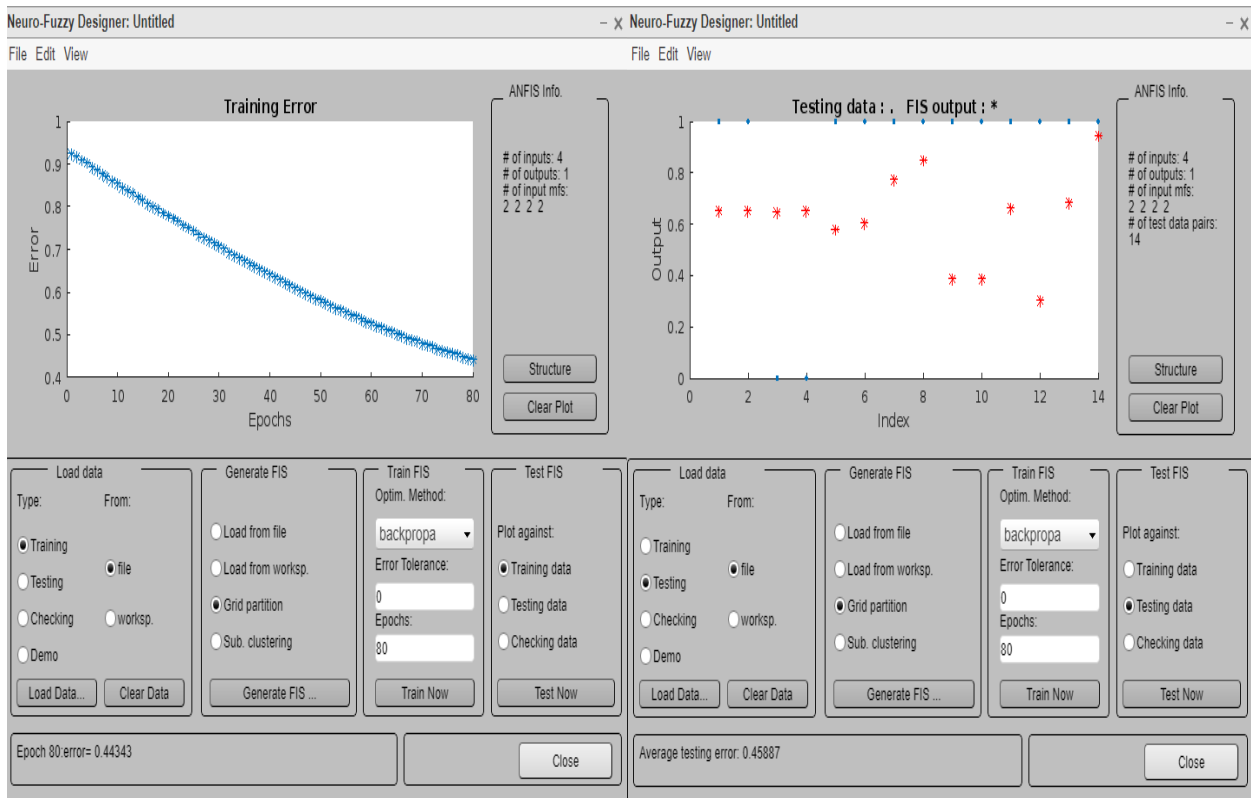 Neuro-Fuzzy Designer: Untitled
File Edit View
Training Error
1
0.9
0.8
0.7
0.6
0.5
0.4
Error
0 10 20 30 40 50 60 70 80
Epochs
ANFIS Info.
# of inputs: 4
# of outputs: 1
# of input mfs:
2 2 2 2
Structure
Clear Plot
Load data
Type: From:
Training
Testing
Checking
Demo
file
worksp.
Load Data... Clear Data
Generate FIS
Load from file
Load from worksp.
Grid partition
Sub. clustering
Generate FIS ...
Train FIS
Optim. Method:
backpropa
Error Tolerance:
0
Epochs:
80
Train Now
Test FIS
Plot against:
Training data
Testing data
Checking data
Test Now
Epoch 80:error= 0.44343
Close
Neuro-Fuzzy Designer: Untitled
File Edit View
Testing data : . FIS output : *
1
0.8
0.6
0.4
0.2
0
Output
0 2 4 6 8 10 12 14
Index
ANFIS Info.
# of inputs: 4
# of outputs: 1
# of input mfs:
2 2 2 2
# of test data pairs:
14
Structure
Clear Plot
Load data
Type: From:
Training
Testing
Checking
Demo
file
worksp.
Load Data... Clear Data
Generate FIS
Load from file
Load from worksp.
Grid partition
Sub. clustering
Generate FIS ...
Train FIS
Optim. Method:
backpropa
Error Tolerance:
0
Epochs:
80
Train Now
Test FIS
Plot against:
Training data
Testing data
Checking data
Test Now
Average testing error: 0.45887
Close